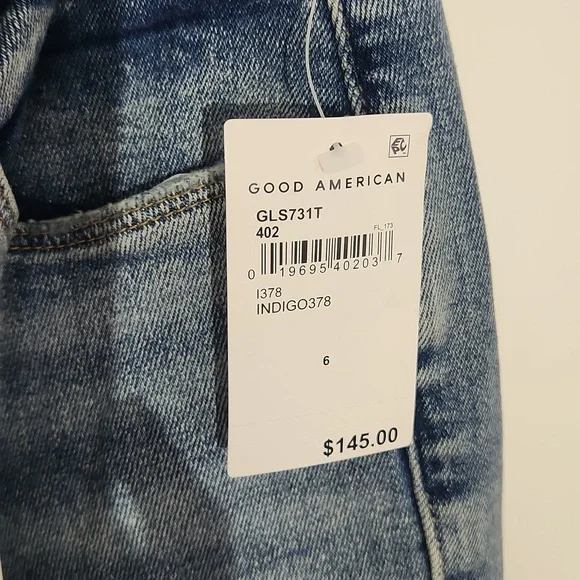 GOOD AMERICAN
GLS731T
402
FL_173
0 19695 40203 7
I378
INDIGO378
6
$145.00